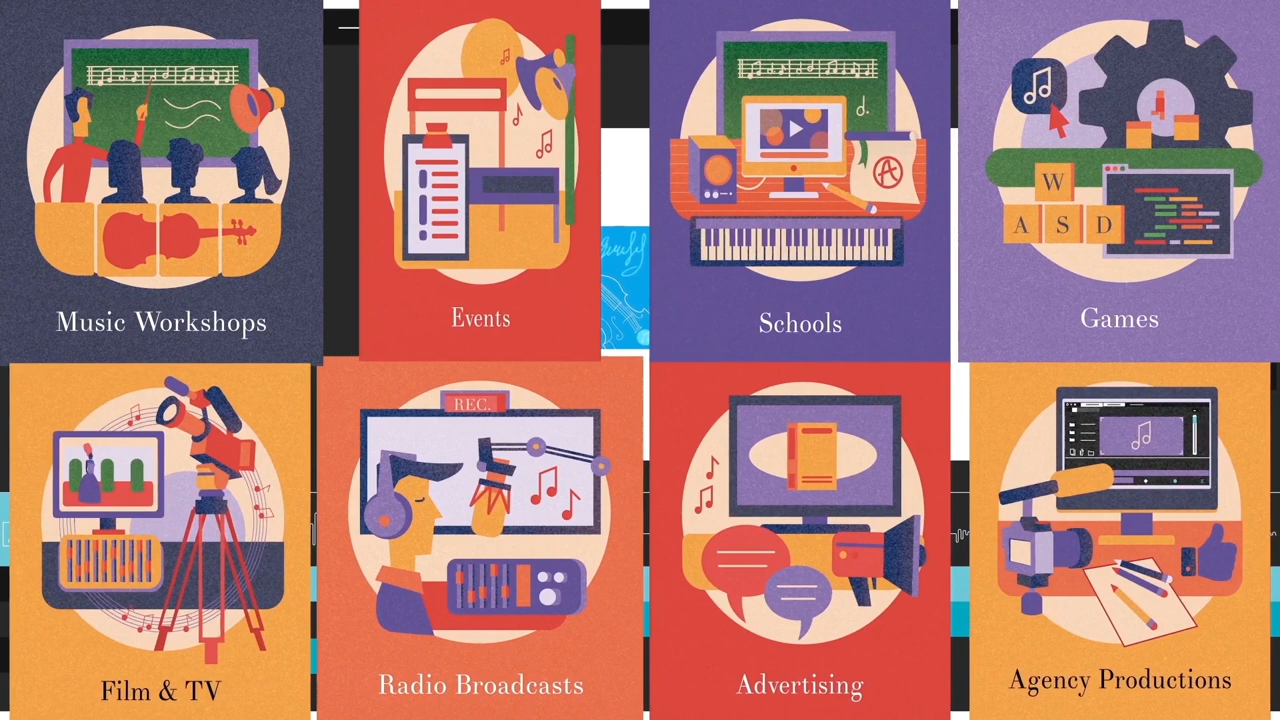 Music Workshops
Events
A
Schools
W
A S D
Games
Film & TV
REC.
Radio Broadcasts
Advertising
Agency Productions